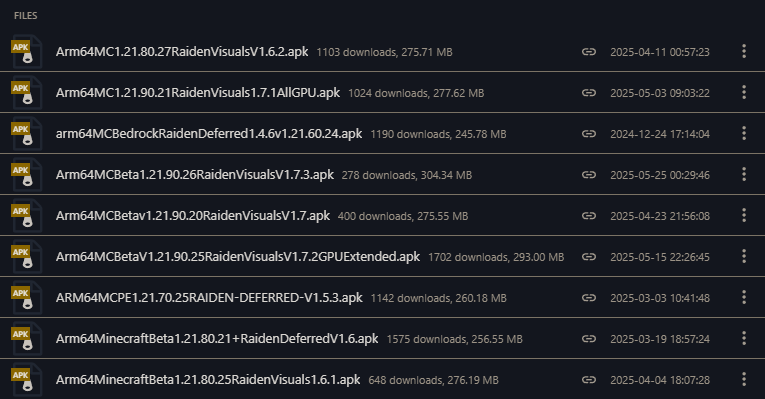 FILES
APK Arm64MC1.21.80.27RaidenVisualsV1.6.2.apk 1103 downloads, 275.71 MB 2025-04-11 00:57:23
APK Arm64MC1.21.90.21RaidenVisuals1.7.1AllGPU.apk 1024 downloads, 277.62 MB 2025-05-03 09:03:22
APK arm64MCBedrockRaidenDeferred1.4.6v1.21.60.24.apk 1190 downloads, 245.78 MB 2024-12-24 17:14:04
APK Arm64MCBeta1.21.90.26RaidenVisualsV1.7.3.apk 278 downloads, 304.34 MB 2025-05-25 00:29:46
APK Arm64MCBetav1.21.90.20RaidenVisualsV1.7.apk 400 downloads, 275.55 MB 2025-04-23 21:56:08
APK Arm64MCBetaV1.21.90.25RaidenVisualsV1.7.2GPUExtended.apk 1702 downloads, 293.00 MB 2025-05-15 22:26:45
APK ARM64MCPE1.21.70.25RAIDEN-DEFERRED-V1.5.3.apk 1142 downloads, 260.18 MB 2025-03-03 10:41:48
APK Arm64MinecraftBeta1.21.80.21+RaidenDeferredV1.6.apk 1575 downloads, 256.55 MB 2025-03-19 18:57:24
APK Arm64MinecraftBeta1.21.80.25RaidenVisuals1.6.1.apk 648 downloads, 276.19 MB 2025-04-04 18:07:28